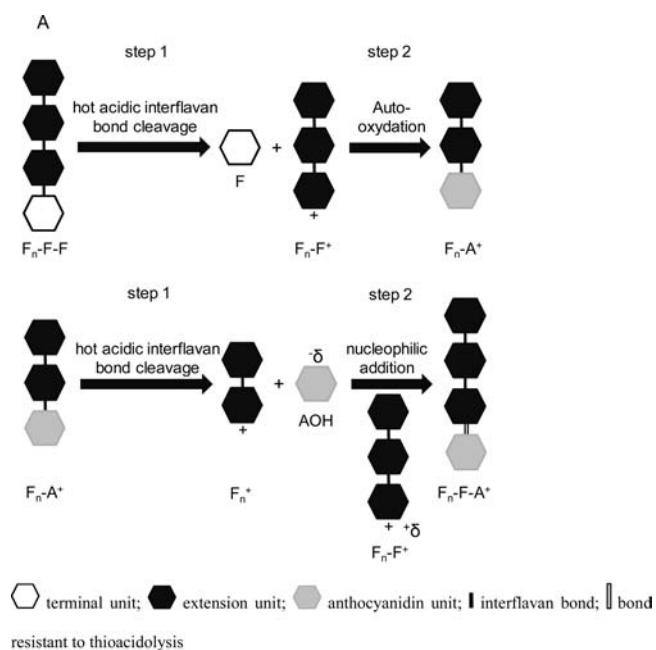 A
step 1
step 2
hot acidic interflavan
bond cleavage
Auto-
oxydation
+
F
+
Fₙ-F-F
Fₙ-F⁺
Fₙ-A⁺
step 1
step 2
hot acidic interflavan
bond cleavage
nucleophilic
addition
-δ
+
AOH
+
Fₙ-A⁺
Fₙ⁺
Fₙ-F-A⁺
+ +δ
Fₙ-F⁺
terminal unit; extension unit; anthocyanidin unit; interflavan bond; bond
resistant to thioacidolysis